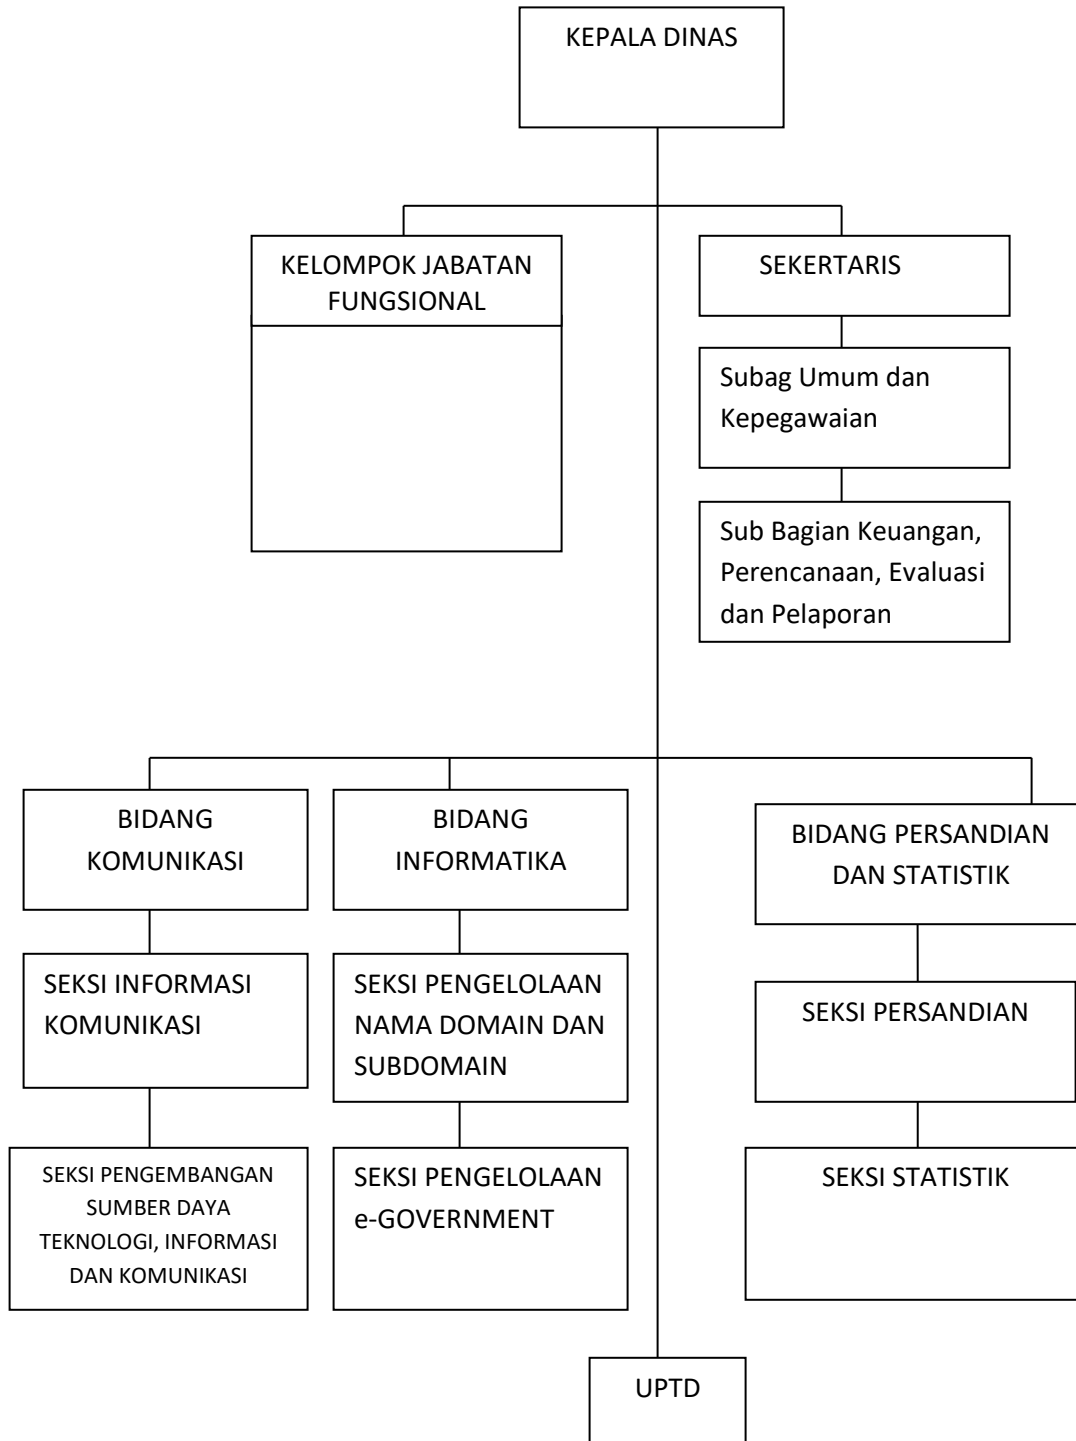 KEPALA DINAS
KELOMPOK JABATAN
FUNGSIONAL
SEKERTARIS
Subag Umum dan
Kepegawaian
Sub Bagian Keuangan,
Perencanaan, Evaluasi
dan Pelaporan
BIDANG
KOMUNIKASI
BIDANG
INFORMATIKA
BIDANG PERSANDIAN
DAN STATISTIK
SEKSI INFORMASI
KOMUNIKASI
SEKSI PENGELOLAAN
NAMA DOMAIN DAN
SUBDOMAIN
SEKSI PERSANDIAN
SEKSI PENGEMBANGAN
SUMBER DAYA
TEKNOLOGI, INFORMASI
DAN KOMUNIKASI
SEKSI PENGELOLAAN
e-GOVERNMENT
SEKSI STATISTIK
UPTD